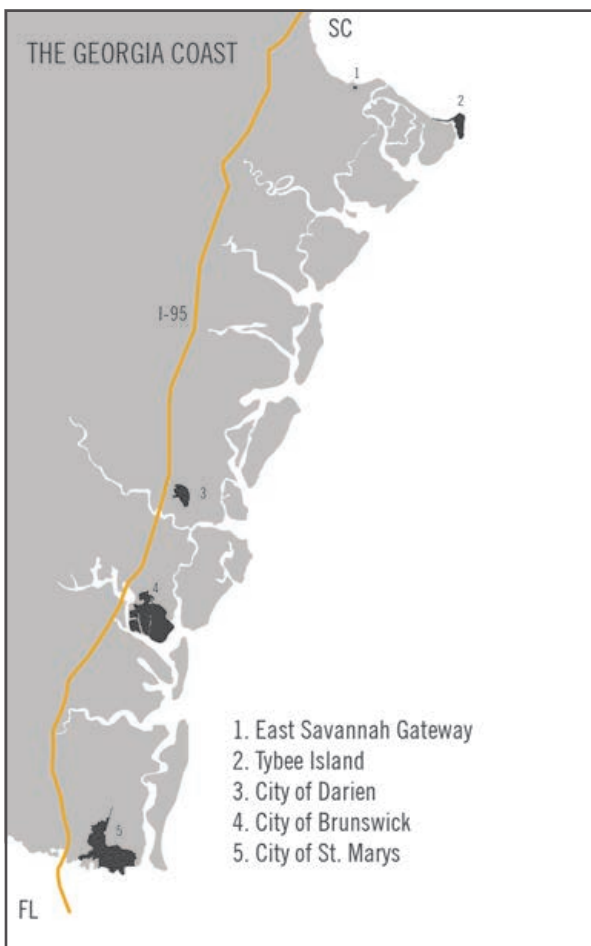 SC
THE GEORGIA COAST
1
2
I-95
3
4
1. East Savannah Gateway
2. Tybee Island
3. City of Darien
4. City of Brunswick
5. City of St. Marys
5
FL